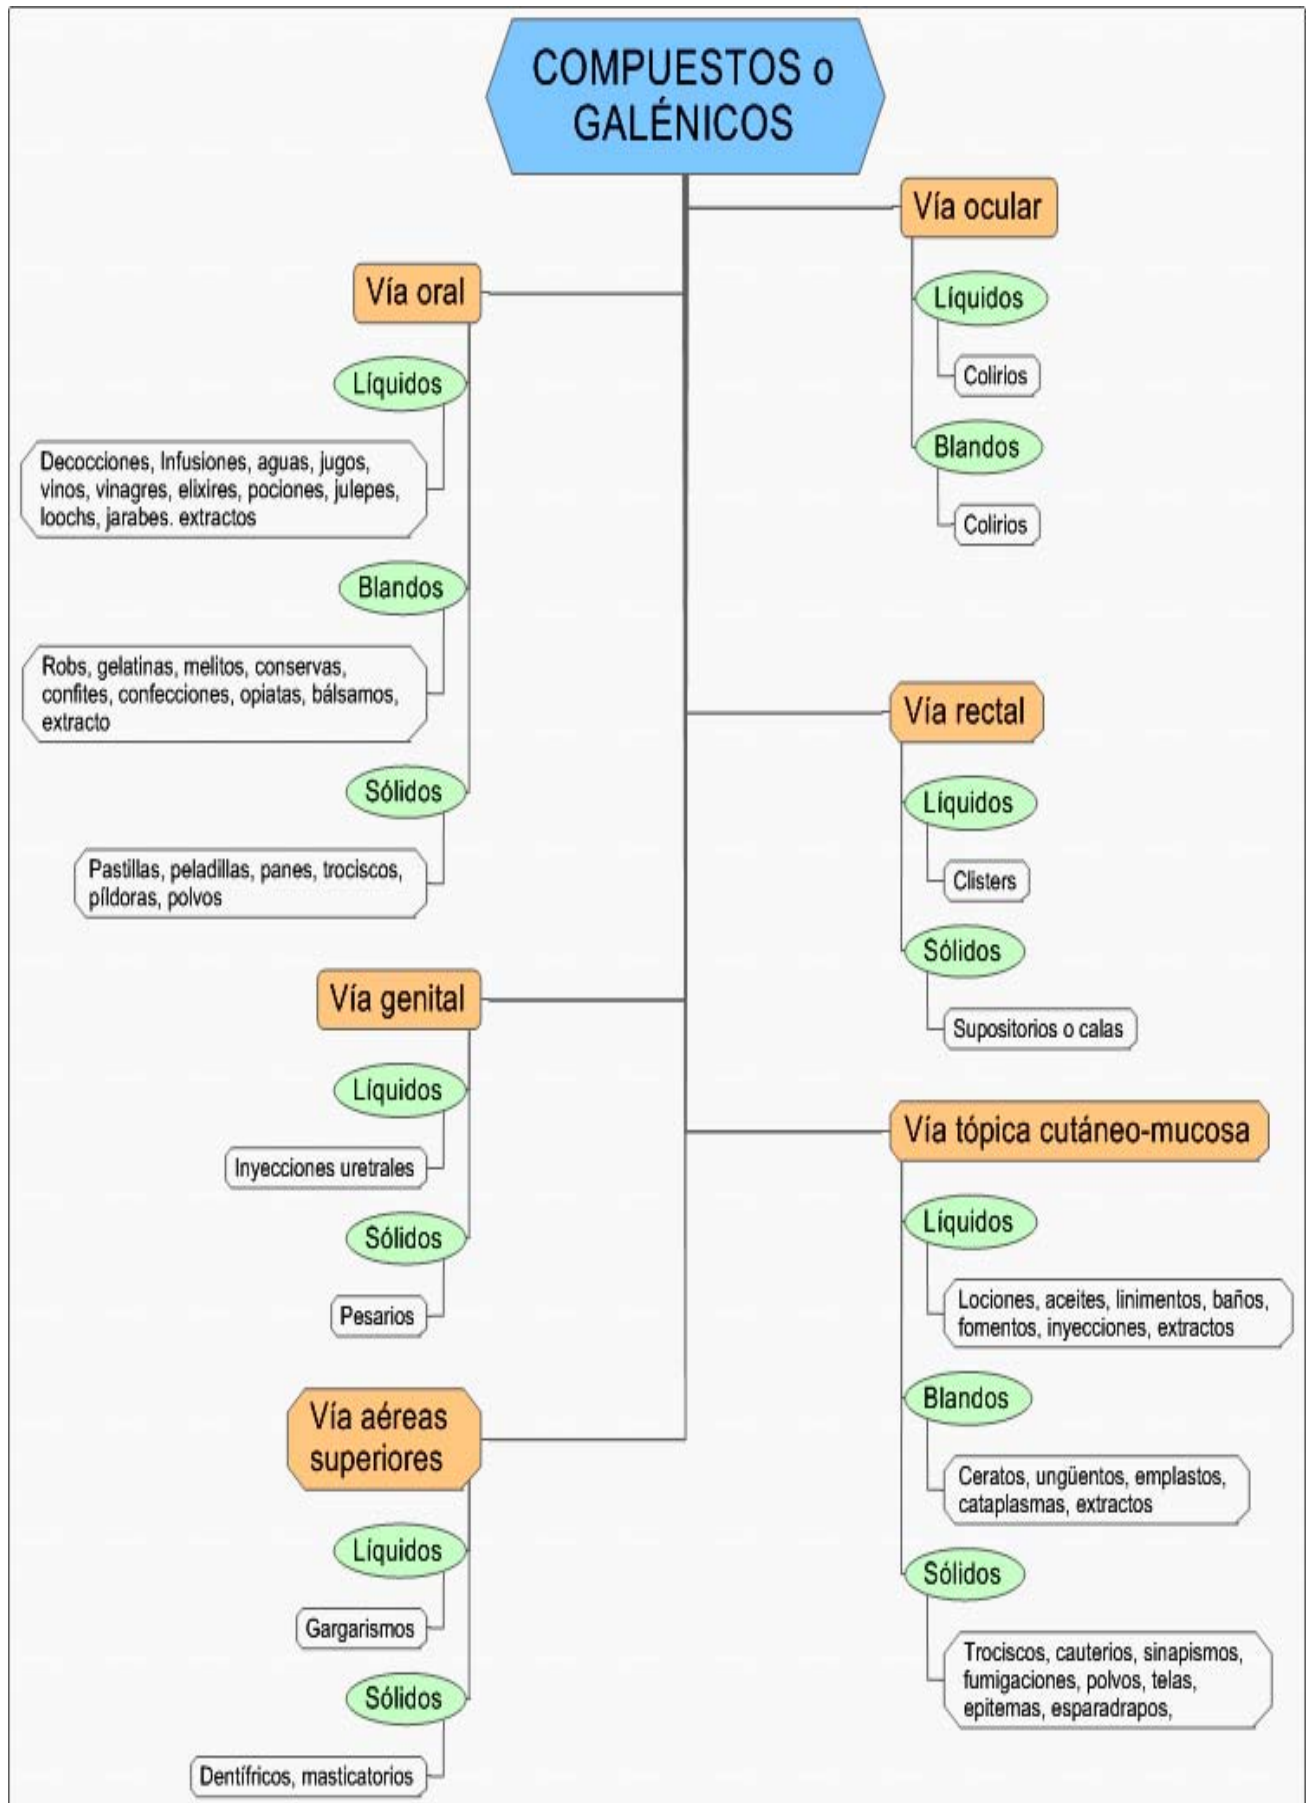 COMPUESTOS o
GALÉNICOS
Vía oral
Líquidos
Decocciones, Infusiones, aguas, jugos,
vinos, vinagres, elixires, pociones, julepes,
loochs, jarabes. extractos
Blandos
Robs, gelatinas, melitos, conservas,
confites, confecciones, opiatas, bálsamos,
extracto
Sólidos
Pastillas, peladillas, panes, trociscos,
píldoras, polvos
Vía genital
Líquidos
Inyecciones uretrales
Sólidos
Pesarios
Vía aéreas
superiores
Líquidos
Gargarismos
Sólidos
Dentífricos, masticatorios
Vía ocular
Líquidos
Colirios
Blandos
Colirios
Vía rectal
Líquidos
Clisters
Sólidos
Supositorios o calas
Vía tópica cutáneo-mucosa
Líquidos
Lociones, aceites, linimentos, baños,
fomentos, inyecciones, extractos
Blandos
Ceratos, ungüentos, emplastos,
cataplasmas, extractos
Sólidos
Trociscos, cauterios, sinapismos,
fumigaciones, polvos, telas,
epitemas, esparadrapos,